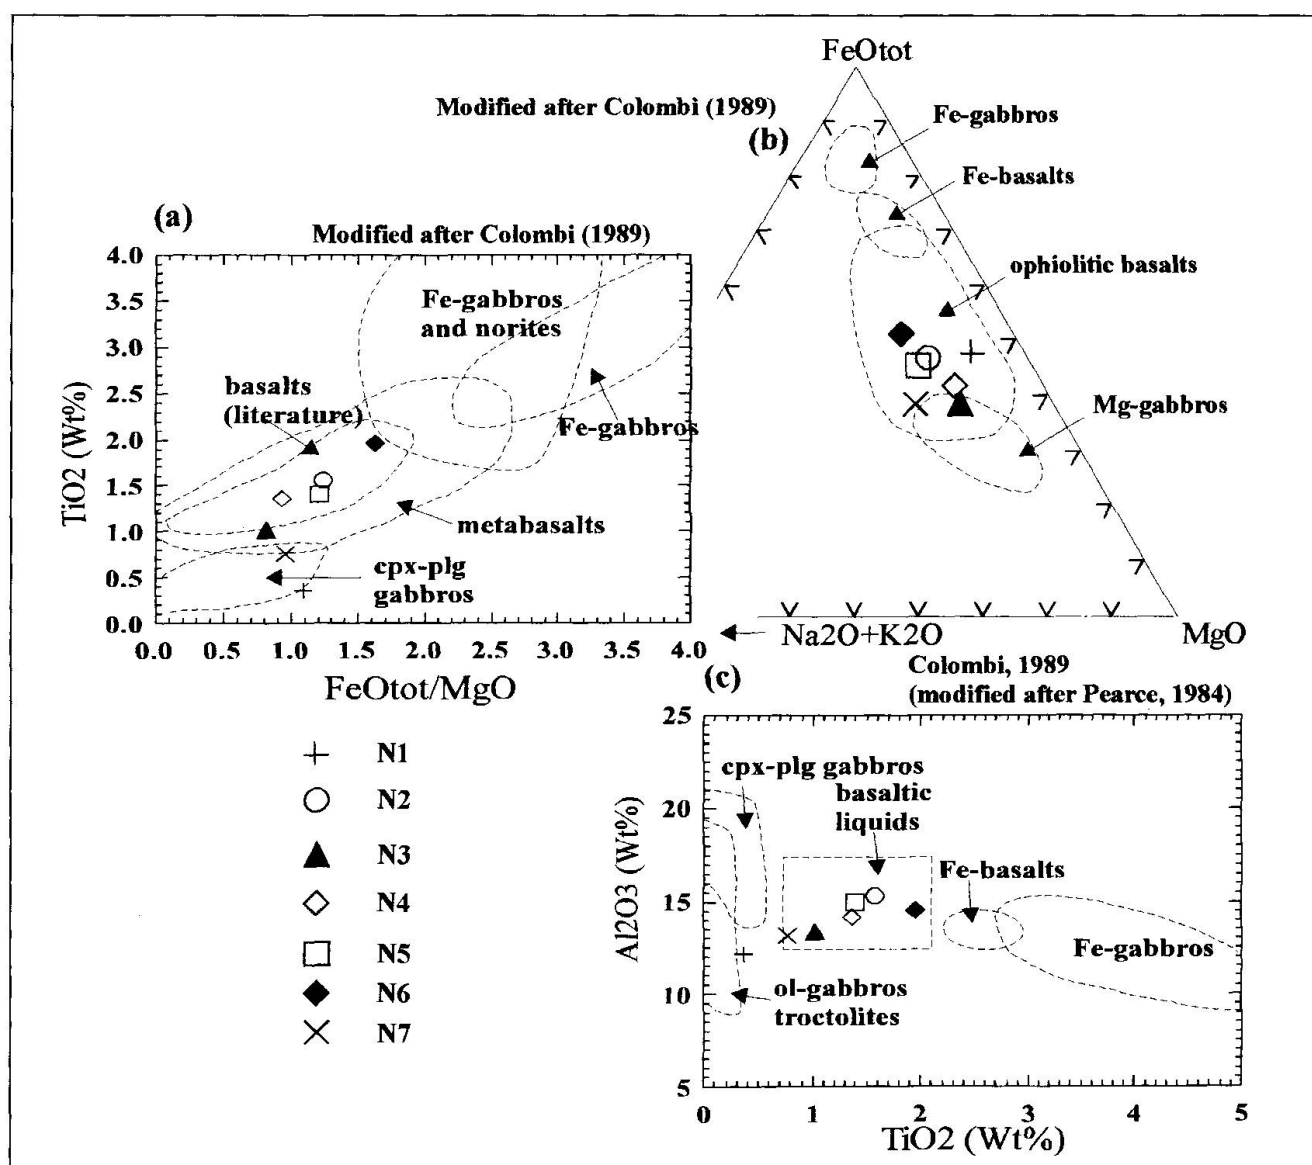 FeOtot
Modified after Colombi (1989)
(b)
Fe-gabbros
Fe-basalts
ophiolitic basalts
Mg-gabbros
Na2O+K2O
MgO
(a)
Modified after Colombi (1989)
4.0
3.5
3.0
2.5
2.0
1.5
1.0
0.5
0.0
TiO2 (Wt%)
Fe-gabbros
and norites
basalts
(literature)
Fe-gabbros
metabasalts
cpx-plg
gabbros
0.0 0.5 1.0 1.5 2.0 2.5 3.0 3.5 4.0
FeOtot/MgO
N1
N2
N3
N4
N5
N6
N7
(c)
Colombi, 1989
(modified after Pearce, 1984)
25
20
15
10
5
Al2O3 (Wt%)
cpx-plg gabbros
basaltic
liquids
Fe-basalts
Fe-gabbros
ol-gabbros
troctolites
0 1 2 3 4 5
TiO2 (Wt%)